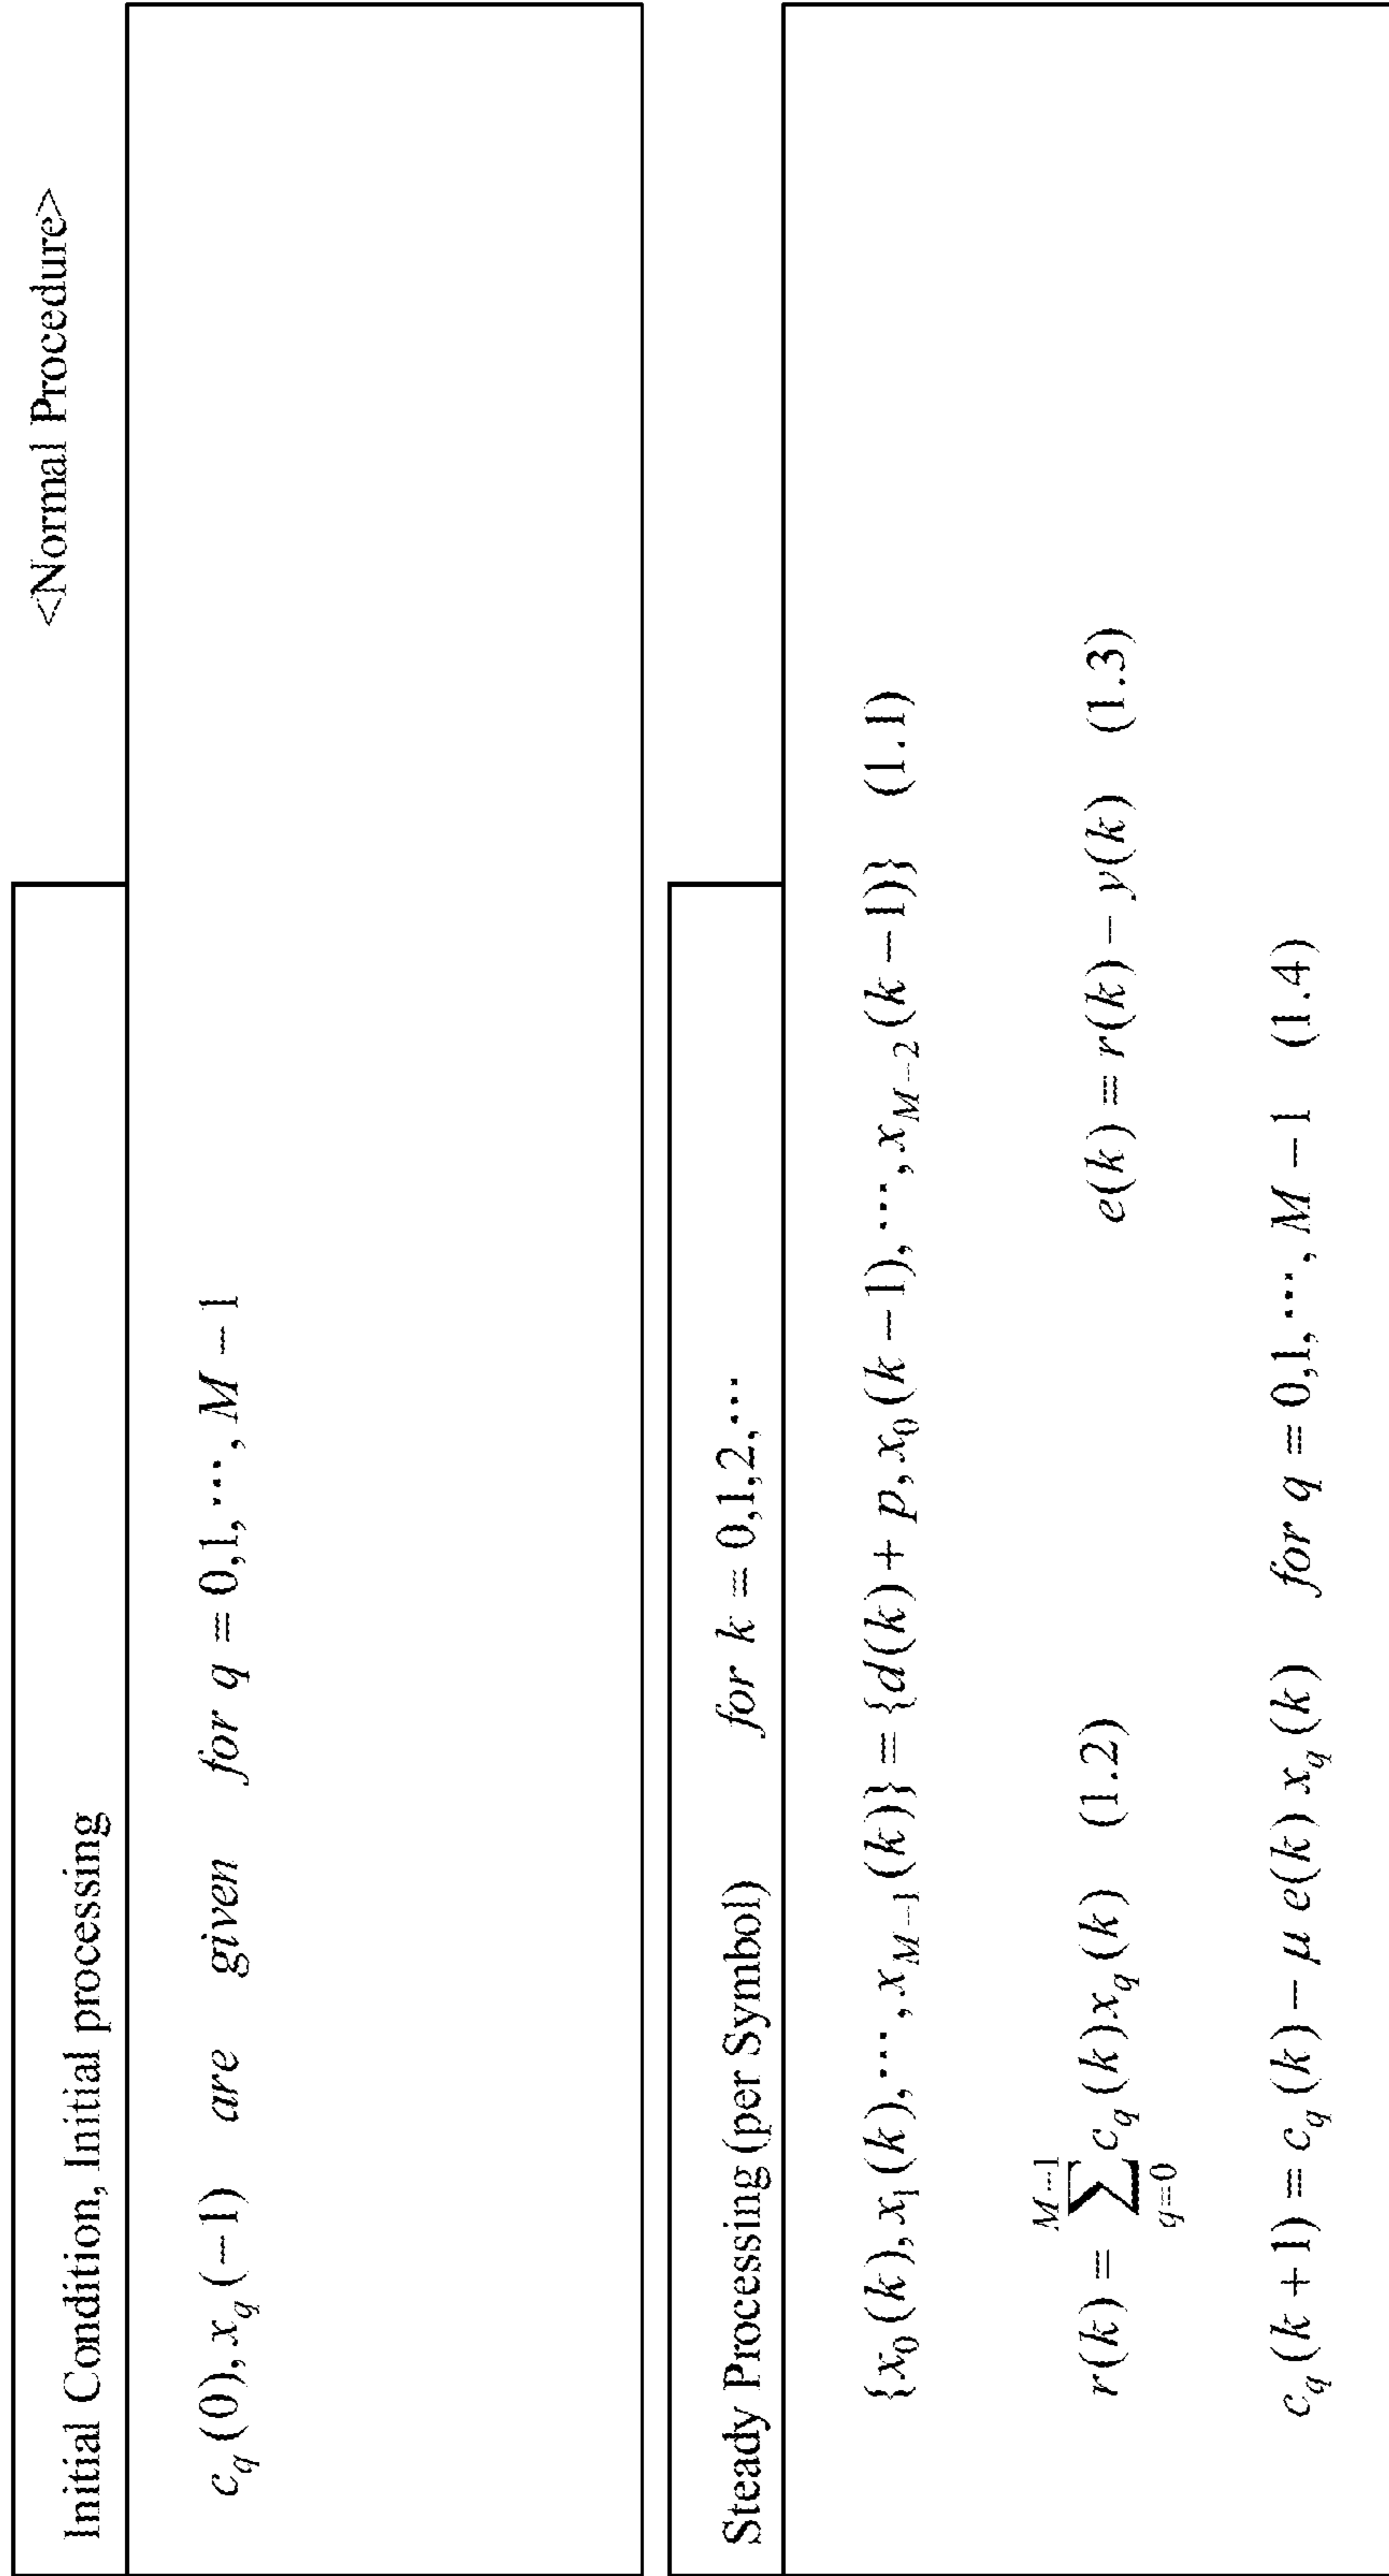 <Normal Procedure>
Initial Condition, Initial processing
c_q(0), x_q(−1) are given for q = 0,1,⋯, M − 1
Steady Processing (per Symbol) for k = 0,1,2,⋯
{x_0(k), x_1(k),⋯, x_{M−1}(k)} = {d(k) + p, x_0(k − 1),⋯, x_{M−2}(k − 1)} (1.1)
r(k) = ∑_{q=0}^{M−1} c_q(k)x_q(k) (1.2) e(k) = r(k) − y(k) (1.3)
c_q(k + 1) = c_q(k) − μ e(k) x_q(k) for q = 0,1,⋯, M − 1 (1.4)